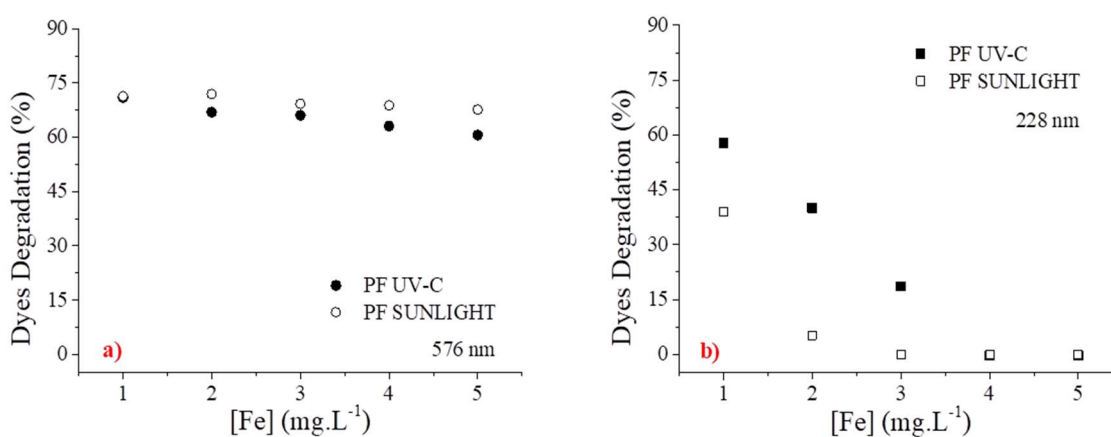 90
75
60
45
30
15
0
Dyes Degradation (%)
PF UV-C
PF SUNLIGHT
576 nm
a)
1 2 3 4 5
[Fe] (mg.L⁻¹)
90
75
60
45
30
15
0
Dyes Degradation (%)
PF UV-C
PF SUNLIGHT
228 nm
b)
1 2 3 4 5
[Fe] (mg.L⁻¹)